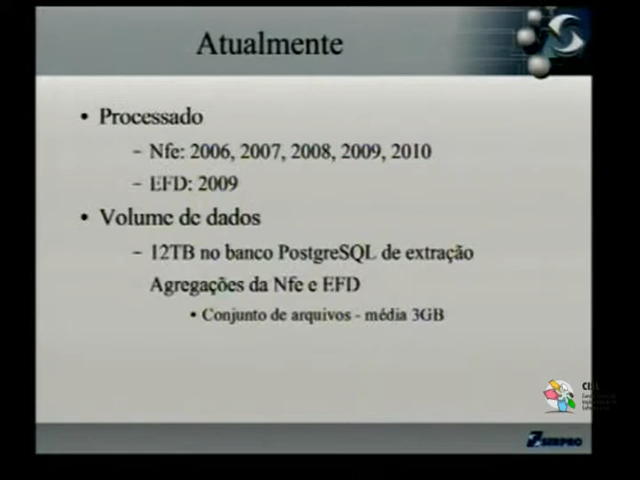 Atualmente
• Processado
– Nfe: 2006, 2007, 2008, 2009, 2010
– EFD: 2009
• Volume de dados
– 12TB no banco PostgreSQL de extração
Agregações da Nfe e EFD
• Conjunto de arquivos - média 3GB
SERPRO